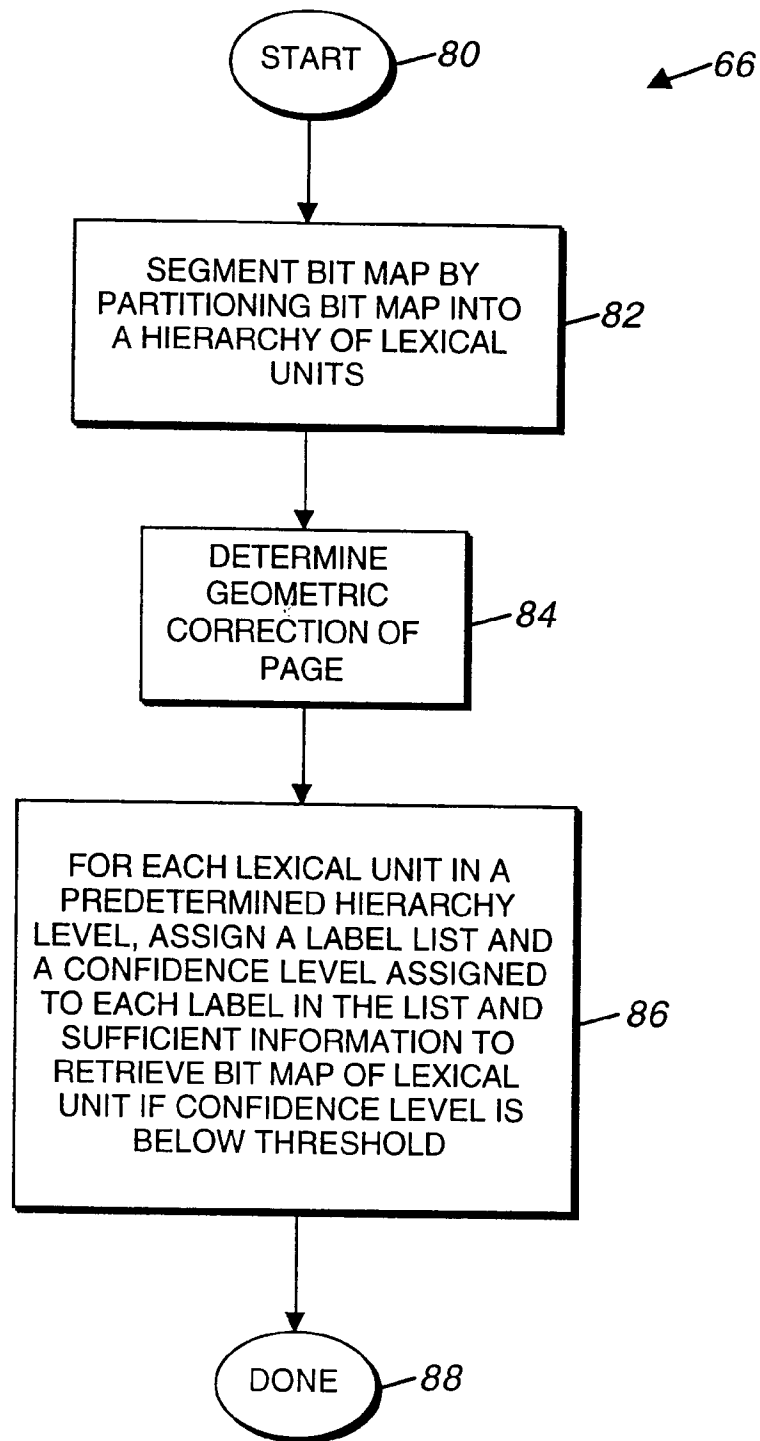 START
80
66
SEGMENT BIT MAP BY
PARTITIONING BIT MAP INTO
A HIERARCHY OF LEXICAL
UNITS
82
DETERMINE
GEOMETRIC
CORRECTION OF
PAGE
84
FOR EACH LEXICAL UNIT IN A
PREDETERMINED HIERARCHY
LEVEL, ASSIGN A LABEL LIST AND
A CONFIDENCE LEVEL ASSIGNED
TO EACH LABEL IN THE LIST AND
SUFFICIENT INFORMATION TO
RETRIEVE BIT MAP OF LEXICAL
UNIT IF CONFIDENCE LEVEL IS
BELOW THRESHOLD
86
DONE
88